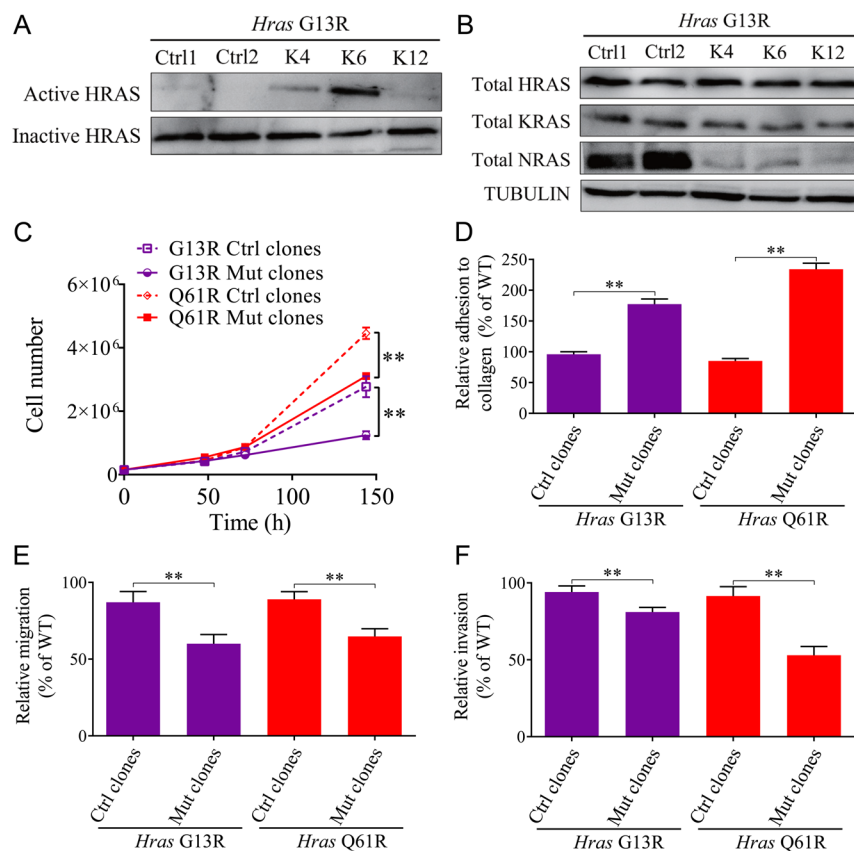 A
Hras G13R
Ctrl1 Ctrl2 K4 K6 K12
Active HRAS
Inactive HRAS
B
Hras G13R
Ctrl1 Ctrl2 K4 K6 K12
Total HRAS
Total KRAS
Total NRAS
TUBULIN
C
G13R Ctrl clones
G13R Mut clones
Q61R Ctrl clones
Q61R Mut clones
6×10⁶
4×10⁶
2×10⁶
0
Cell number
**
**
0 50 100 150
Time (h)
D
Relative adhesion to
collagen (% of WT)
250
200
150
100
50
0
**
**
Ctrl clones
Mut clones
Ctrl clones
Mut clones
Hras G13R
Hras Q61R
E
Relative migration
(% of WT)
100
50
0
**
**
Ctrl clones
Mut clones
Ctrl clones
Mut clones
Hras G13R
Hras Q61R
F
Relative invasion
(% of WT)
100
50
0
**
**
Ctrl clones
Mut clones
Ctrl clones
Mut clones
Hras G13R
Hras Q61R